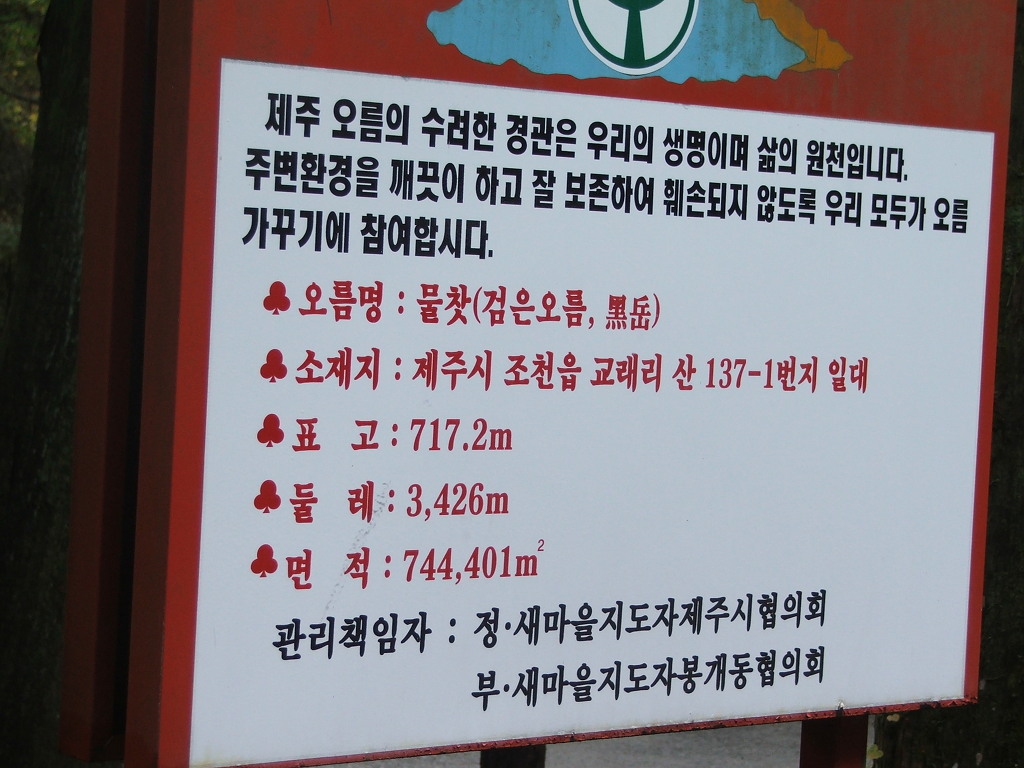 제주 오름의 수려한 경관은 우리의 생명이며 삶의 원천입니다.
주변환경을 깨끗이 하고 잘 보존하여 훼손되지 않도록 우리 모두가 오름
가꾸기에 참여합시다.
♣오름명 : 물찻(검은오름, 黑岳)
♣소재지 : 제주시 조천읍 교래리 산 137-1번지 일대
♣표 고 : 717.2m
♣둘 레 : 3,426m
♣면 적 : 744,401m²
관리책임자 : 정·새마을지도자제주시협의회
부·새마을지도자봉개동협의회